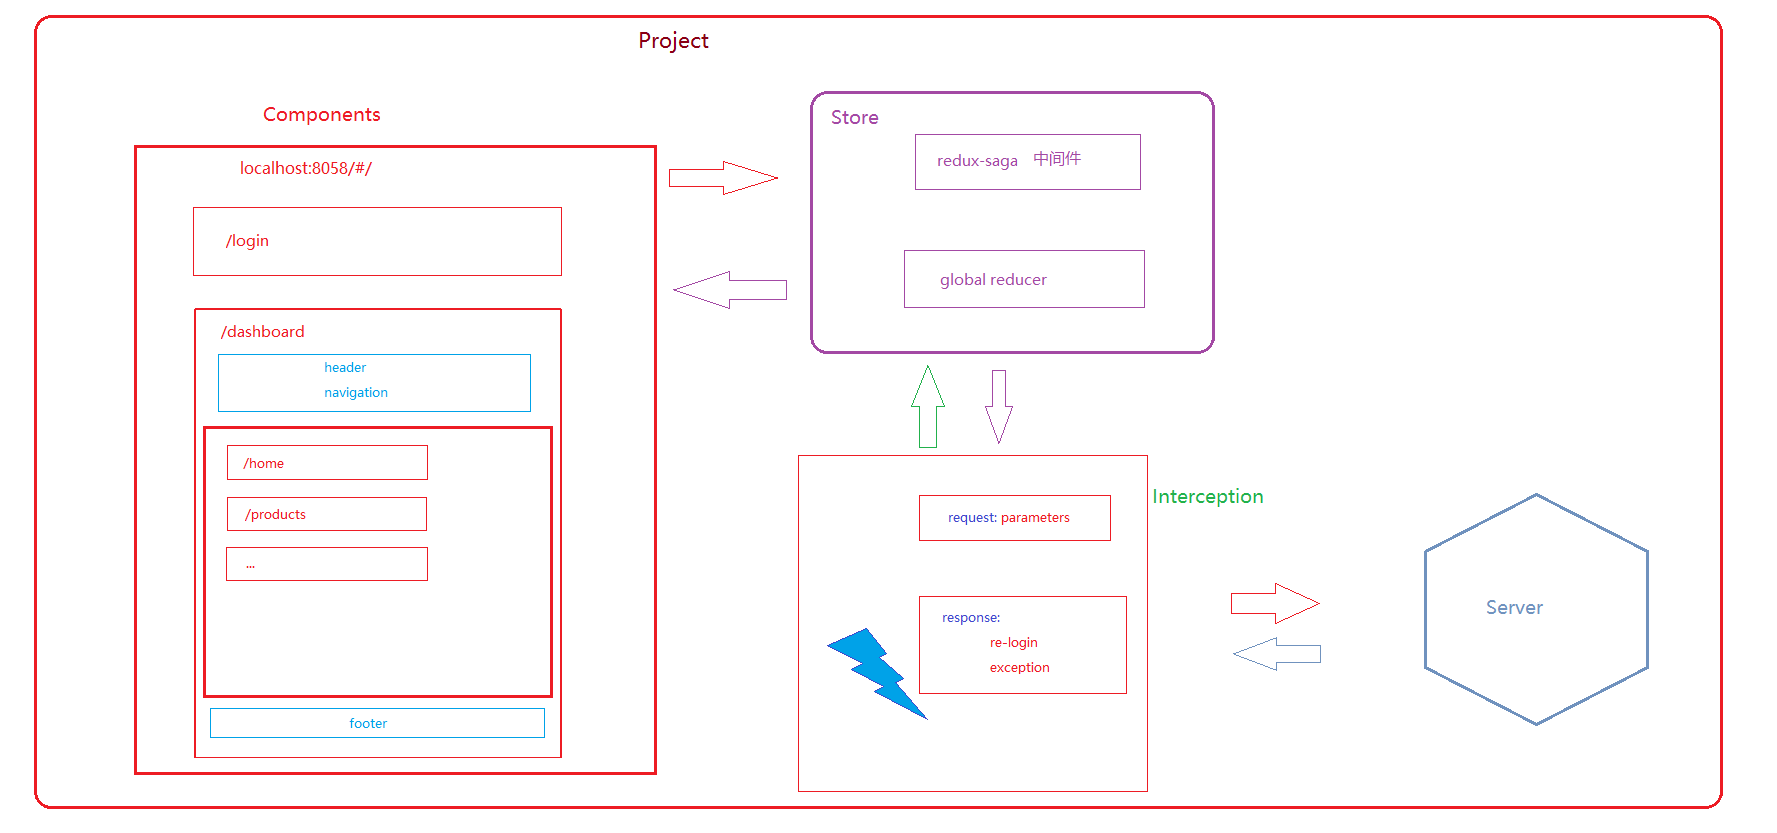 Project
Components
localhost:8058/#/
/login
/dashboard
header
navigation
/home
/products
...
footer
Store
redux-saga 中间件
global reducer
Interception
request: parameters
response:
re-login
exception
Server